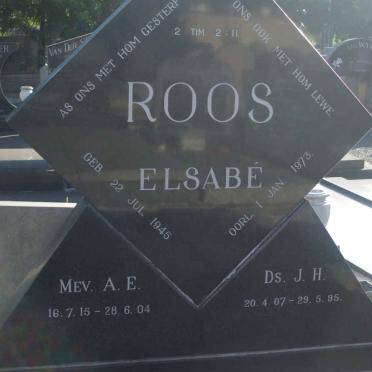 AS ONS MET HOM GESTERF
ONS OOK MET HOM LEWE
2 TIM 2:11
ROOS
ELSABÉ
GEB. 22 JUL. 1945
OORL. 1 JAN. 1973
MEV. A. E.
16.7.15 – 28.6.04
DS. J. H.
20.4.07 – 29.5.95.
VAN DER